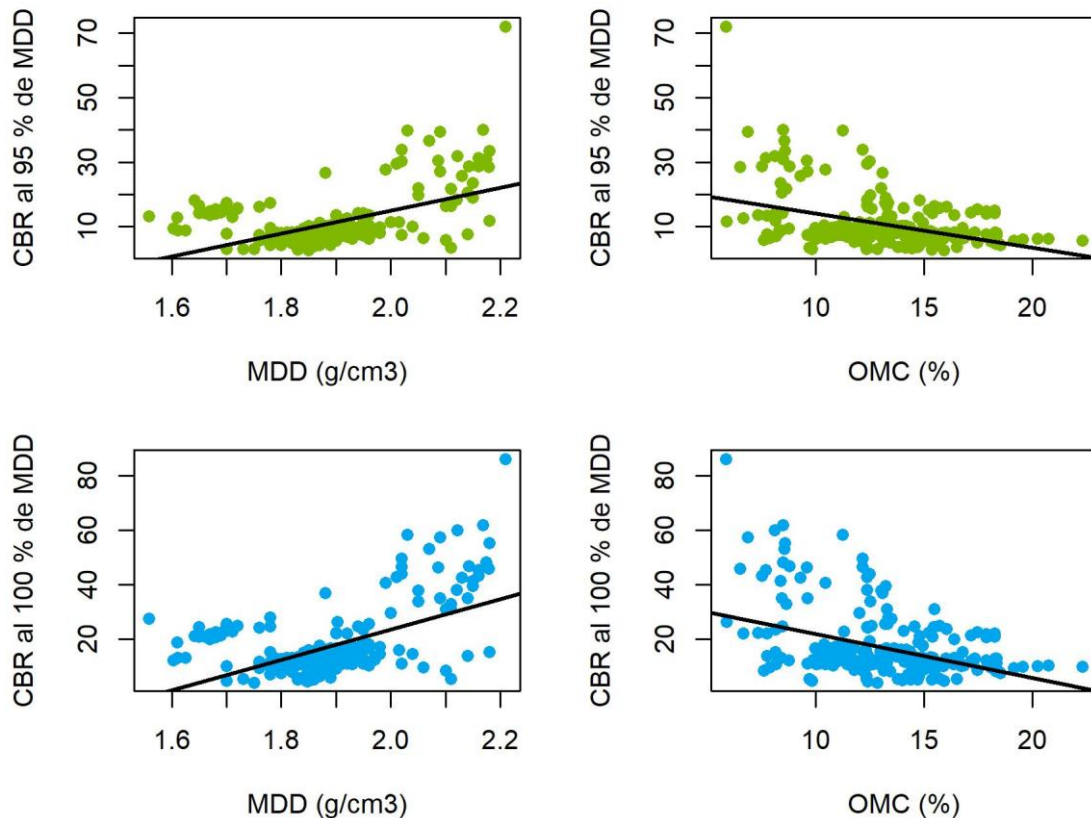 CBR al 95 % de MDD
10 30 50 70
1.6 1.8 2.0 2.2
MDD (g/cm3)
CBR al 95 % de MDD
10 30 50 70
10 15 20
OMC (%)
CBR al 100 % de MDD
20 40 60 80
1.6 1.8 2.0 2.2
MDD (g/cm3)
CBR al 100 % de MDD
20 40 60 80
10 15 20
OMC (%)